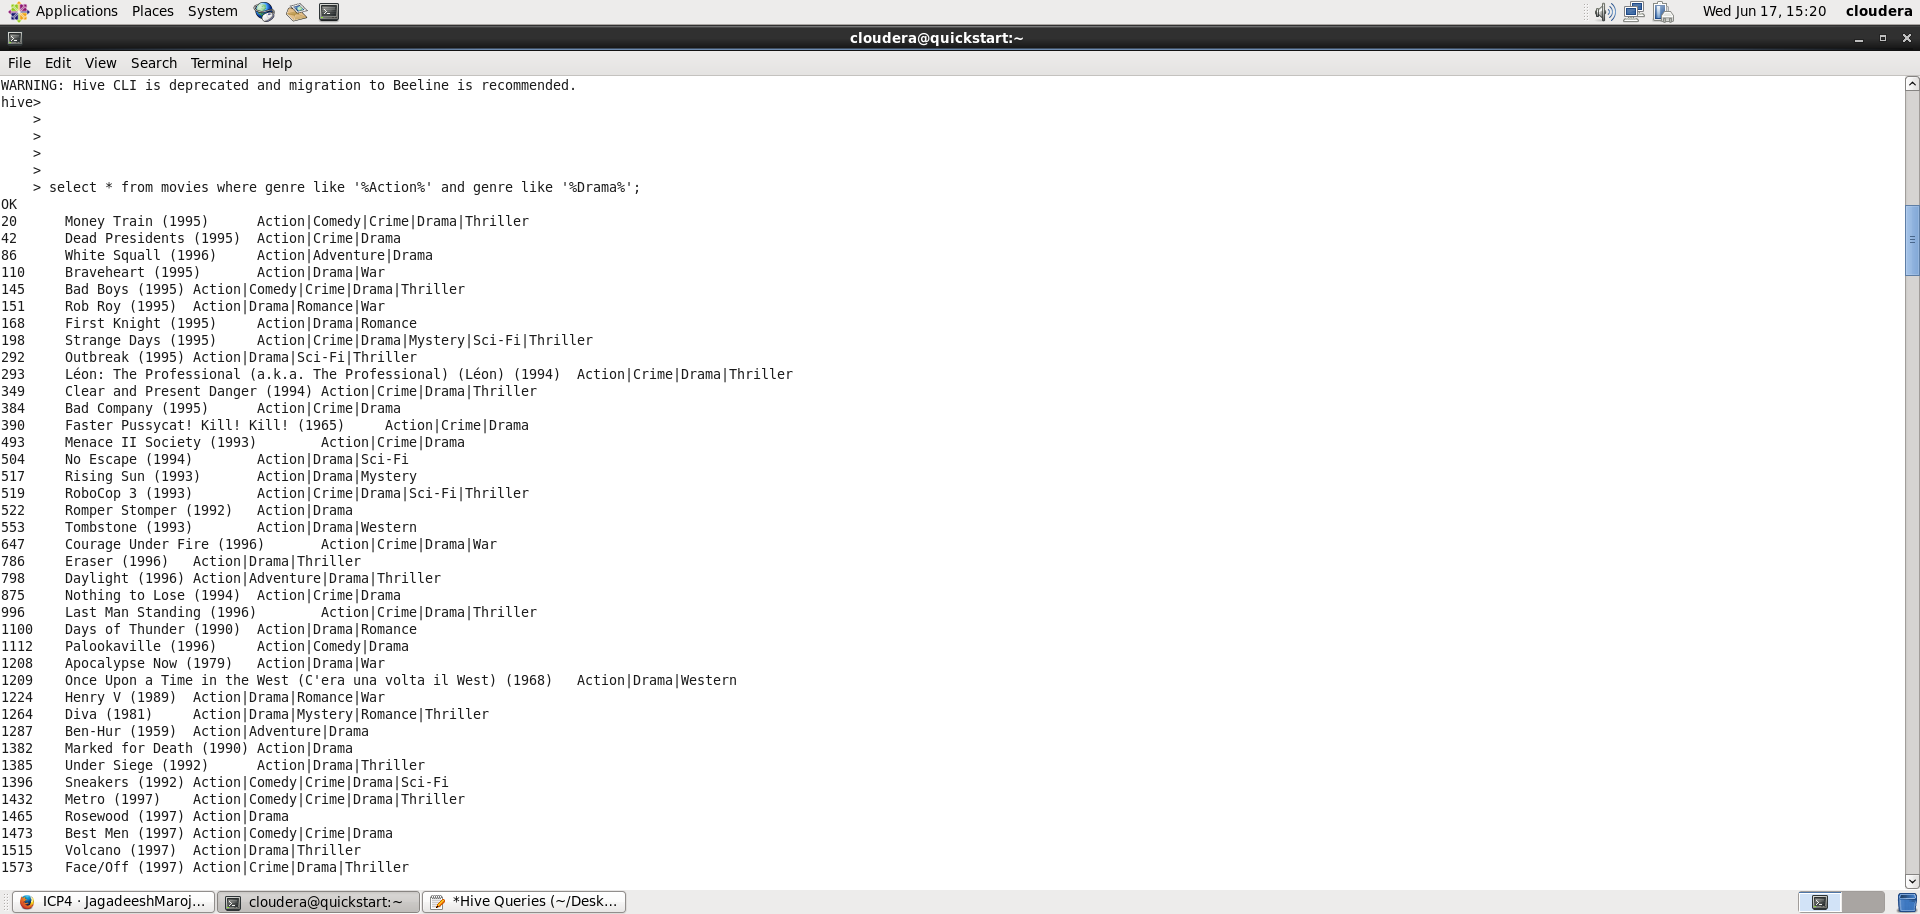 Applications Places System Wed Jun 17, 15:20 cloudera
cloudera@quickstart:~
File Edit View Search Terminal Help
WARNING: Hive CLI is deprecated and migration to Beeline is recommended.
hive>
>
>
>
>
> select * from movies where genre like '%Action%' and genre like '%Drama%';
OK
20 Money Train (1995) Action|Comedy|Crime|Drama|Thriller
42 Dead Presidents (1995) Action|Crime|Drama
86 White Squall (1996) Action|Adventure|Drama
110 Braveheart (1995) Action|Drama|War
145 Bad Boys (1995) Action|Comedy|Crime|Drama|Thriller
151 Rob Roy (1995) Action|Drama|Romance|War
168 First Knight (1995) Action|Drama|Romance
198 Strange Days (1995) Action|Crime|Drama|Mystery|Sci-Fi|Thriller
292 Outbreak (1995) Action|Drama|Sci-Fi|Thriller
293 Léon: The Professional (a.k.a. The Professional) (Léon) (1994) Action|Crime|Drama|Thriller
349 Clear and Present Danger (1994) Action|Crime|Drama|Thriller
384 Bad Company (1995) Action|Crime|Drama
390 Faster Pussycat! Kill! Kill! (1965) Action|Crime|Drama
493 Menace II Society (1993) Action|Crime|Drama
504 No Escape (1994) Action|Drama|Sci-Fi
517 Rising Sun (1993) Action|Drama|Mystery
519 RoboCop 3 (1993) Action|Crime|Drama|Sci-Fi|Thriller
522 Romper Stomper (1992) Action|Drama
553 Tombstone (1993) Action|Drama|Western
647 Courage Under Fire (1996) Action|Crime|Drama|War
786 Eraser (1996) Action|Drama|Thriller
798 Daylight (1996) Action|Adventure|Drama|Thriller
875 Nothing to Lose (1994) Action|Crime|Drama
996 Last Man Standing (1996) Action|Crime|Drama|Thriller
1100 Days of Thunder (1990) Action|Drama|Romance
1112 Palookaville (1996) Action|Comedy|Drama
1208 Apocalypse Now (1979) Action|Drama|War
1209 Once Upon a Time in the West (C'era una volta il West) (1968) Action|Drama|Western
1224 Henry V (1989) Action|Drama|Romance|War
1264 Diva (1981) Action|Drama|Mystery|Romance|Thriller
1287 Ben-Hur (1959) Action|Adventure|Drama
1382 Marked for Death (1990) Action|Drama
1385 Under Siege (1992) Action|Drama|Thriller
1396 Sneakers (1992) Action|Comedy|Crime|Drama|Sci-Fi
1432 Metro (1997) Action|Comedy|Crime|Drama|Thriller
1465 Rosewood (1997) Action|Drama
1473 Best Men (1997) Action|Comedy|Crime|Drama
1515 Volcano (1997) Action|Drama|Thriller
1573 Face/Off (1997) Action|Crime|Drama|Thriller
ICP4 · JagadeeshMaroj... cloudera@quickstart:~ *Hive Queries (~/Desk...